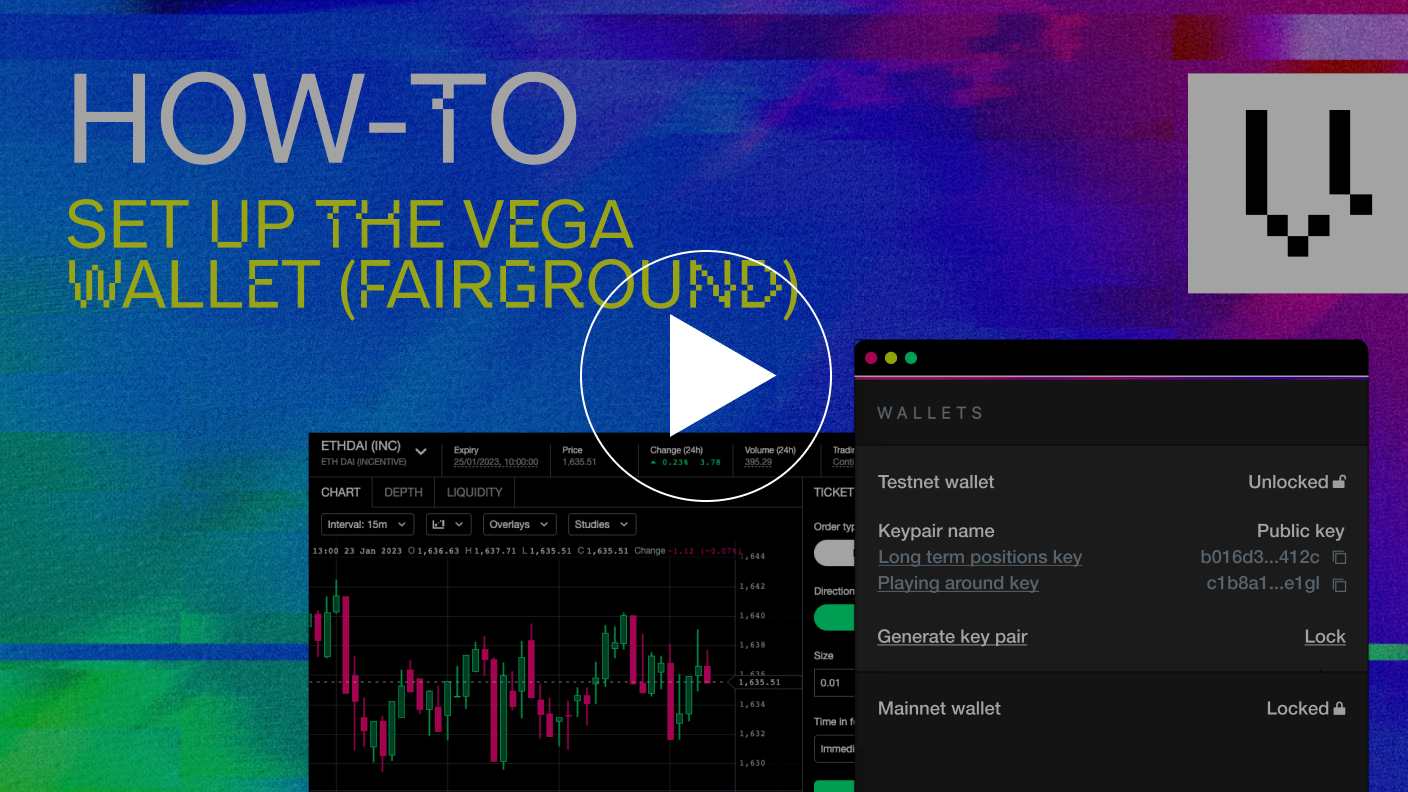 HOW-TO
SET UP THE VEGA
WALLET (FAIRGROUND)
ETHDAI (INC)
ETH DAI (INCENTIVE)
Expiry
25/01/2023, 10:00:00
Price
1,635.51
Change (24h)
0.23% 3.78
Volume (24h)
395.29
CHART DEPTH LIQUIDITY
TICKET
Interval: 15m
Overlays
Studies
13:00 23 Jan 2023 O 1,636.63 H 1,637.71 L 1,635.51 C 1,635.51 Change -1.12 (-0.07%)
1,644
1,642
1,640
1,638
1,636
1,635.51
1,634
1,632
1,630
Direction
Size
0.01
Time in
WALLETS
Testnet wallet Unlocked
Keypair name Public key
Long term positions key b016d3...412c
Playing around key c1b8a1...e1gl
Generate key pair Lock
Mainnet wallet Locked